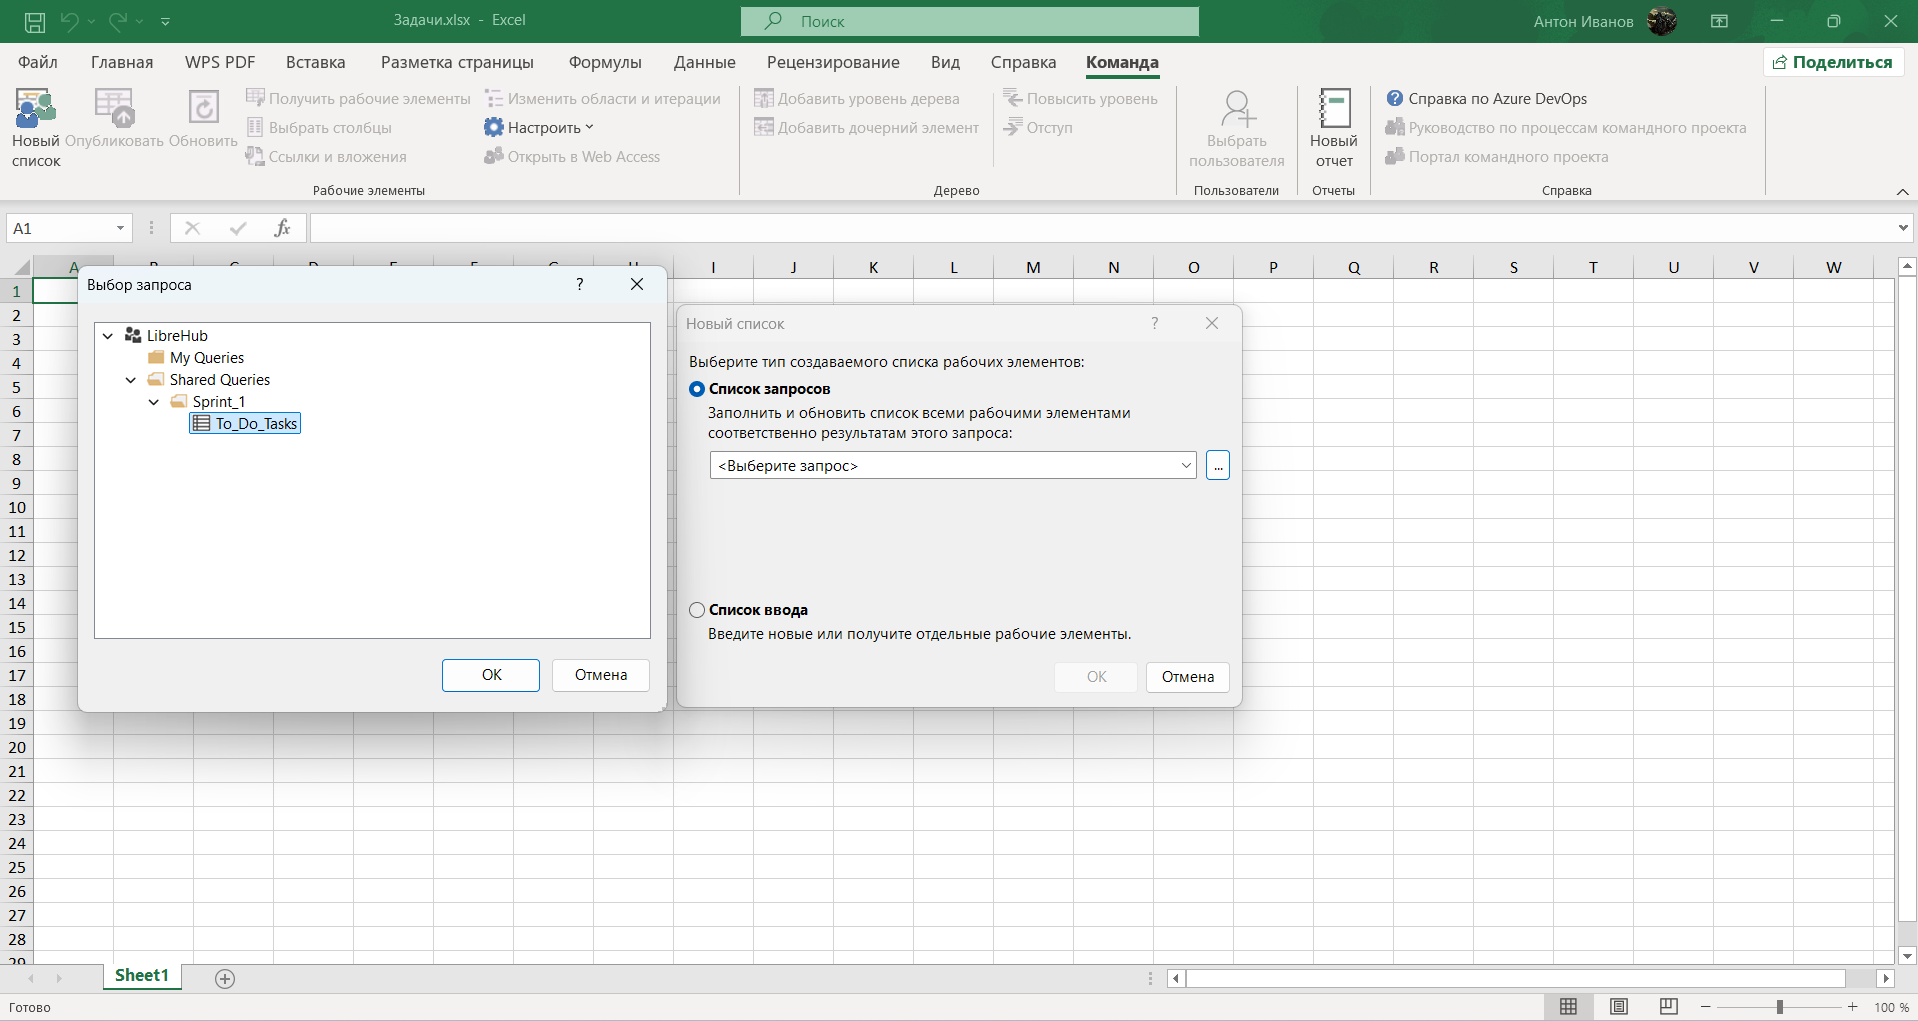 Задачи.xlsx - Excel
Поиск
Антон Иванов
Файл Главная WPS PDF Вставка Разметка страницы Формулы Данные Рецензирование Вид Справка Команда
Поделиться
Новый список
Опубликовать
Обновить
Получить рабочие элементы
Выбрать столбцы
Ссылки и вложения
Изменить области и итерации
Настроить
Открыть в Web Access
Рабочие элементы
Добавить уровень дерева
Добавить дочерний элемент
Повысить уровень
Отступ
Дерево
Выбрать пользователя
Пользователи
Новый отчет
Отчеты
Справка по Azure DevOps
Руководство по процессам командного проекта
Портал командного проекта
Справка
A1
fx
A I J K L M N O P Q R S T U V W
1
2
3
4
5
6
7
8
9
10
11
12
13
14
15
16
17
18
19
20
21
22
23
24
25
26
27
28
29
Выбор запроса ?
LibreHub
My Queries
Shared Queries
Sprint_1
To_Do_Tasks
ОК Отмена
Новый список ?
Выберите тип создаваемого списка рабочих элементов:
Список запросов
Заполнить и обновить список всеми рабочими элементами
соответственно результатам этого запроса:
<Выберите запрос>
...
Список ввода
Введите новые или получите отдельные рабочие элементы.
ОК Отмена
Sheet1
Готово
100 %